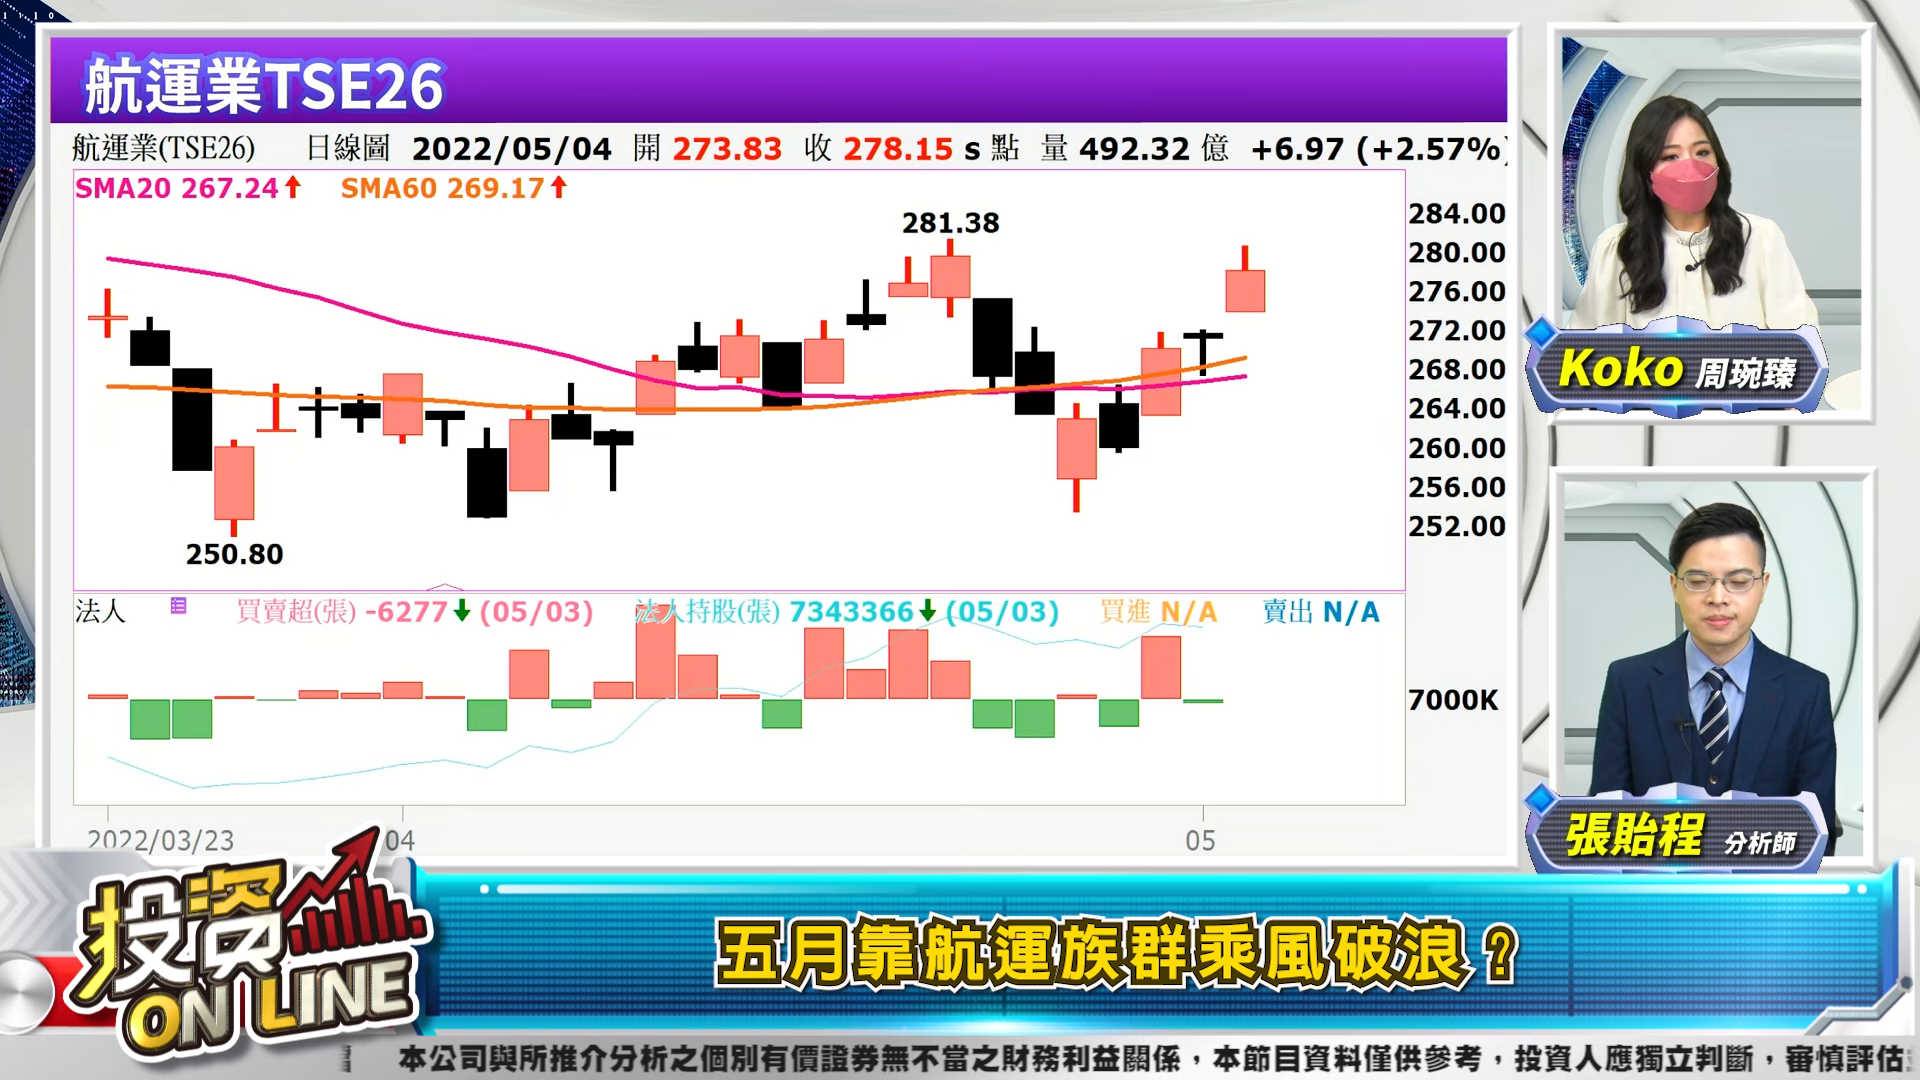 航運業TSE26
航運業(TSE26) 日線圖 2022/05/04 開 273.83 收 278.15 s 點 量 492.32 億 +6.97 (+2.57%)
SMA20 267.24 SMA60 269.17
281.38
250.80
284.00
280.00
276.00
272.00
268.00
264.00
260.00
256.00
252.00
法人 買賣超(張) -6277 (05/03) 法人持股(張) 7343366 (05/03) 買進 N/A 賣出 N/A
7000K
2022/03/23 04 05
Koko 周琬臻
張貽程 分析師
投資
ON LINE
五月靠航運族群乘風破浪？
本公司與所推介分析之個別有價證券無不當之財務利益關係，本節目資料僅供參考，投資人應獨立判斷，審慎評估